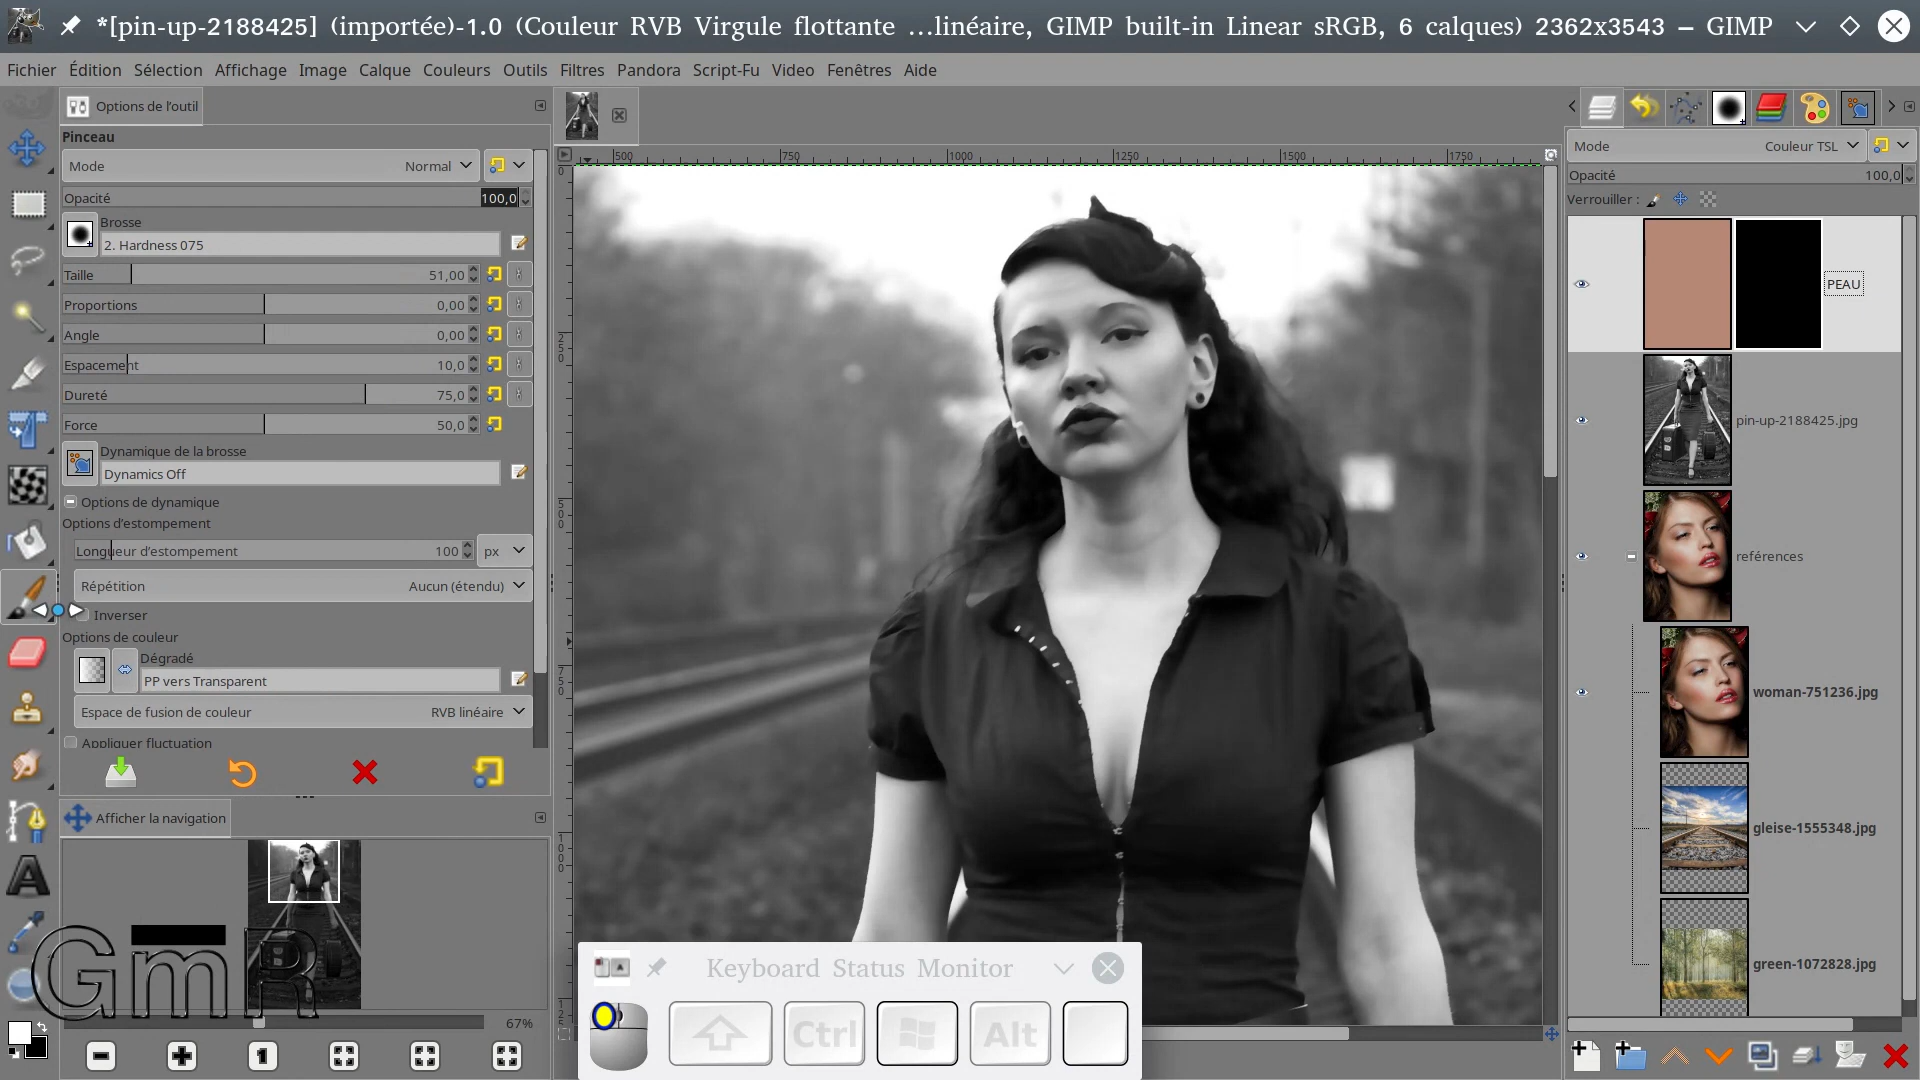 *[pin-up-2188425] (importée)-1.0 (Couleur RVB Virgule flottante ...linéaire, GIMP built-in Linear sRGB, 6 calques) 2362x3543 – GIMP
Fichier Édition Sélection Affichage Image Calque Couleurs Outils Filtres Pandora Script-Fu Video Fenêtres Aide
Options de l'outil
Pinceau
Mode Normal
Opacité 100,0
Brosse
2. Hardness 075
Taille 51,00
Proportions 0,00
Angle 0,00
Espacement 10,0
Dureté 75,0
Force 50,0
Dynamique de la brosse
Dynamics Off
Options de dynamique
Options d'estompement
Longueur d'estompement 100 px
Répétition Aucun (étendu)
Inverser
Options de couleur
Dégradé
PP vers Transparent
Espace de fusion de couleur RVB linéaire
Appliquer fluctuation
Afficher la navigation
GmR
67%
500 750 1000 1250 1500 1750
0
250
500
750
1000
Keyboard Status Monitor
Ctrl Alt
Mode Couleur TSL
Opacité 100,0
Verrouiller :
PEAU
pin-up-2188425.jpg
reférences
woman-751236.jpg
gleise-1555348.jpg
green-1072828.jpg